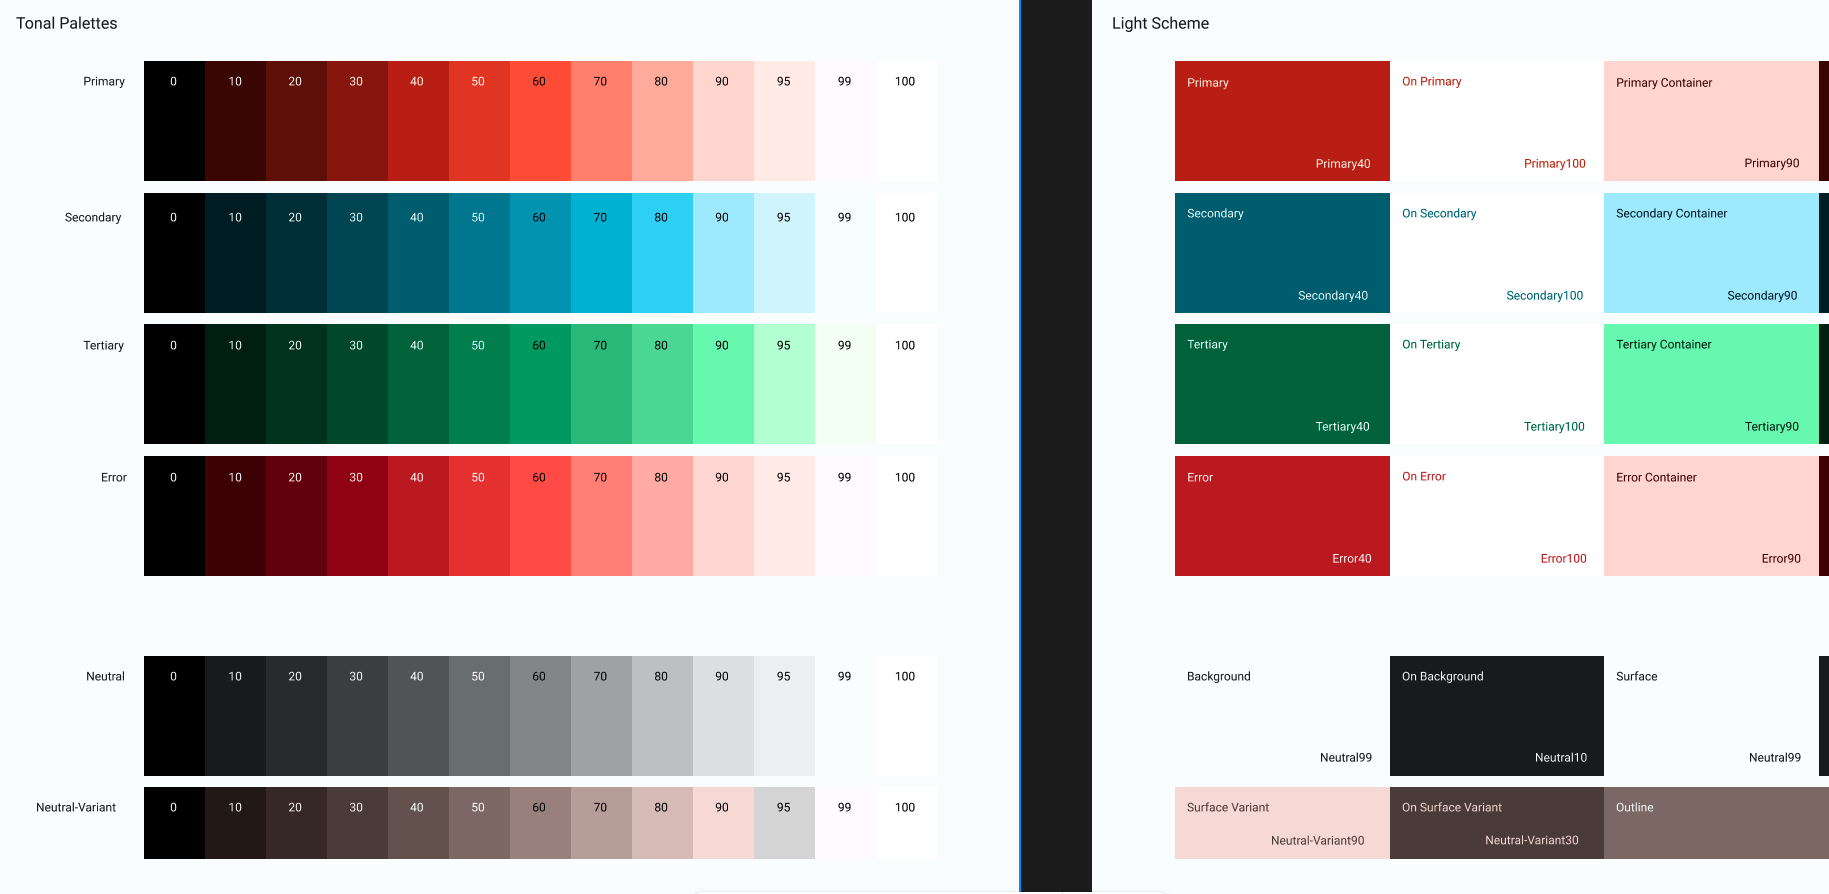 Tonal Palettes
Primary 0 10 20 30 40 50 60 70 80 90 95 99 100
Secondary 0 10 20 30 40 50 60 70 80 90 95 99 100
Tertiary 0 10 20 30 40 50 60 70 80 90 95 99 100
Error 0 10 20 30 40 50 60 70 80 90 95 99 100
Neutral 0 10 20 30 40 50 60 70 80 90 95 99 100
Neutral-Variant 0 10 20 30 40 50 60 70 80 90 95 99 100
Light Scheme
Primary On Primary Primary Container
Primary40 Primary100 Primary90
Secondary On Secondary Secondary Container
Secondary40 Secondary100 Secondary90
Tertiary On Tertiary Tertiary Container
Tertiary40 Tertiary100 Tertiary90
Error On Error Error Container
Error40 Error100 Error90
Background On Background Surface
Neutral99 Neutral10 Neutral99
Surface Variant On Surface Variant Outline
Neutral-Variant90 Neutral-Variant30